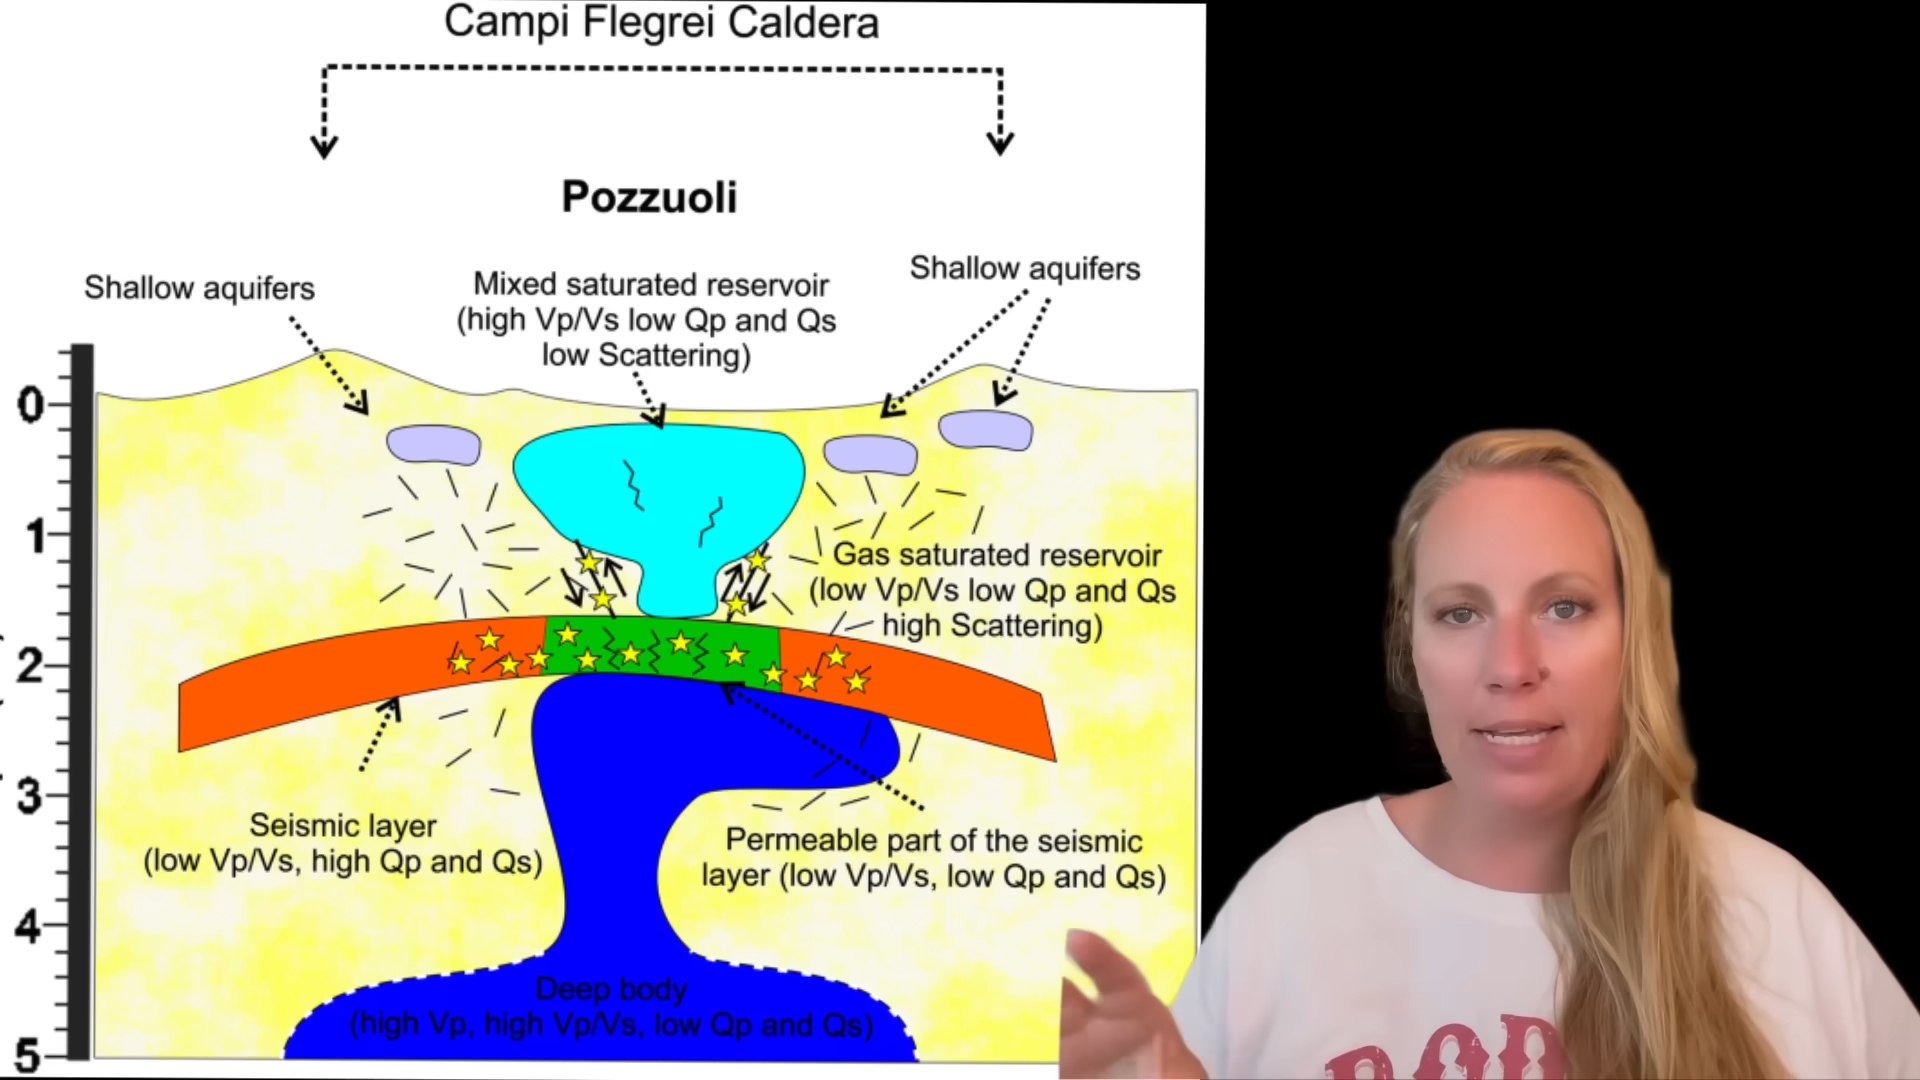 Campi Flegrei Caldera
Pozzuoli
Shallow aquifers
Mixed saturated reservoir
(high Vp/Vs low Qp and Qs
low Scattering)
Shallow aquifers
0
1
2
3
4
5
Gas saturated reservoir
(low Vp/Vs low Qp and Qs
high Scattering)
Seismic layer
(low Vp/Vs, high Qp and Qs)
Permeable part of the seismic
layer (low Vp/Vs, low Qp and Qs)
Deep body
(high Vp, high Vp/Vs, low Qp and Qs)